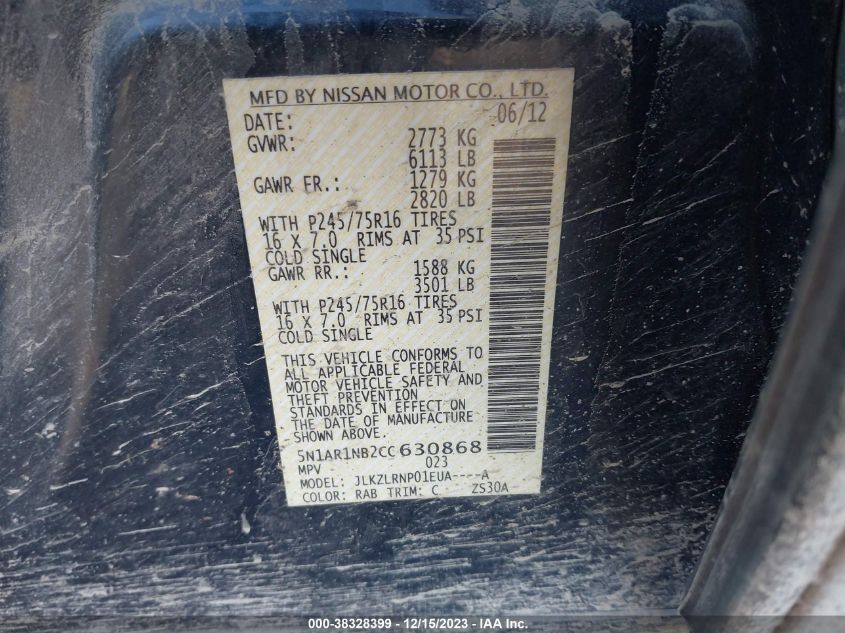 MFD BY NISSAN MOTOR CO., LTD.
DATE: 06/12
GVWR: 2773 KG
6113 LB
GAWR FR.: 1279 KG
2820 LB
WITH P245/75R16 TIRES
16 X 7.0 RIMS AT 35 PSI
COLD SINGLE
GAWR RR.: 1588 KG
3501 LB
WITH P245/75R16 TIRES
16 X 7.0 RIMS AT 35 PSI
COLD SINGLE
THIS VEHICLE CONFORMS TO
ALL APPLICABLE FEDERAL
MOTOR VEHICLE SAFETY AND
THEFT PREVENTION
STANDARDS IN EFFECT ON
THE DATE OF MANUFACTURE
SHOWN ABOVE.
5N1AR1NB2CC630868
MPV 023
MODEL: JLKZLRNP01EUA----A
COLOR: RAB TRIM: C ZS30A
000-38328399 - 12/15/2023 - IAA Inc.